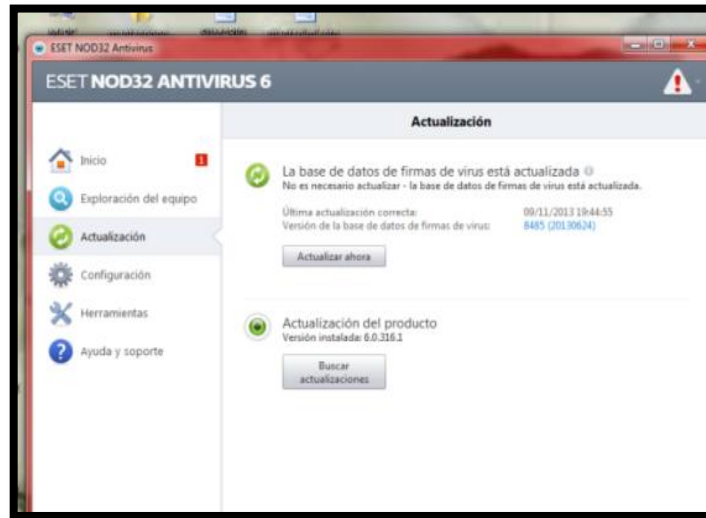 ESET NOD32 Antivirus
ESET NOD32 ANTIVIRUS 6
Inicio
1
Exploración del equipo
Actualización
Configuración
Herramientas
Ayuda y soporte
Actualización
La base de datos de firmas de virus está actualizada
No es necesario actualizar - la base de datos de firmas de virus está actualizada.
Última actualización correcta: 09/11/2013 19:44:55
Versión de la base de datos de firmas de virus: 8485 (20130624)
Actualizar ahora
Actualización del producto
Versión instalada: 6.0.316.1
Buscar
actualizaciones